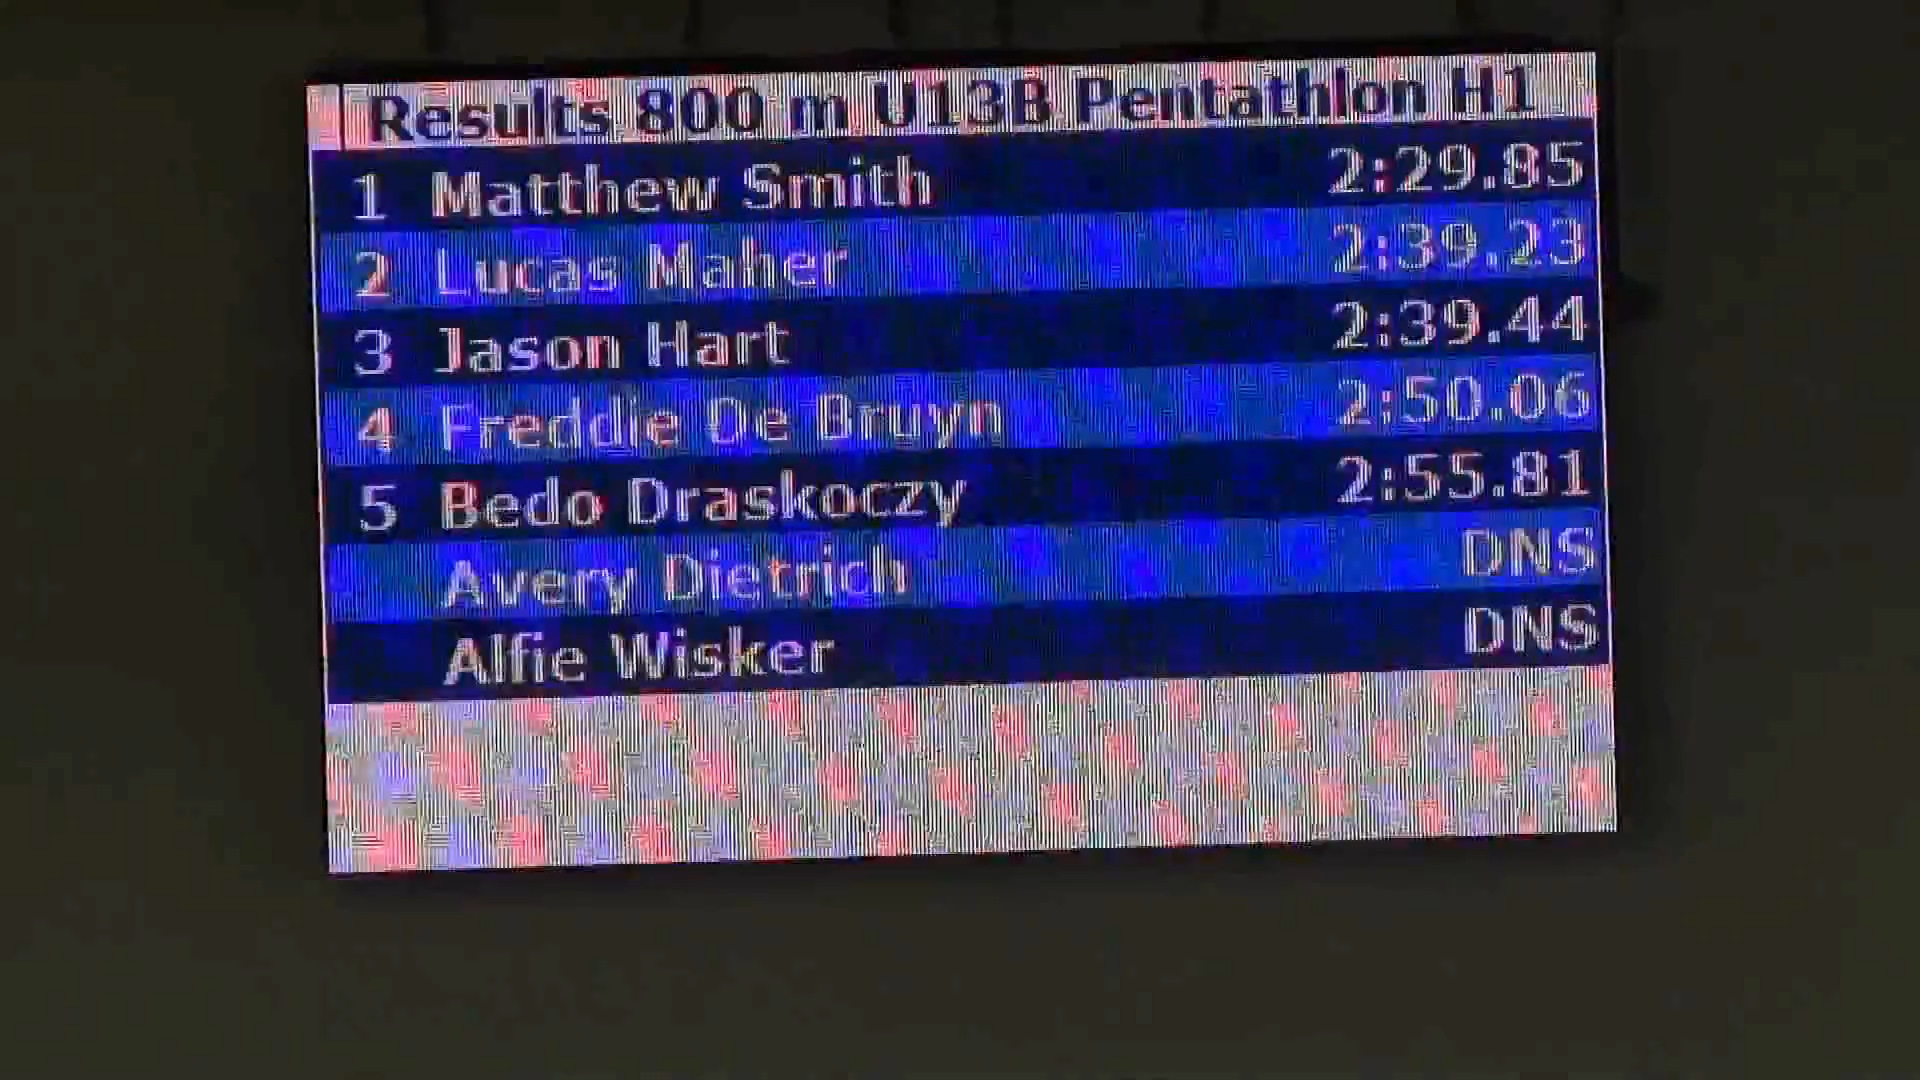 Results 800 m U13B Pentathlon H1
1 Matthew Smith 2:29.85
2 Lucas Maher 2:39.23
3 Jason Hart 2:39.44
4 Freddie De Bruyn 2:50.06
5 Bedo Draskoczy 2:55.81
Avery Dietrich DNS
Alfie Wisker DNS